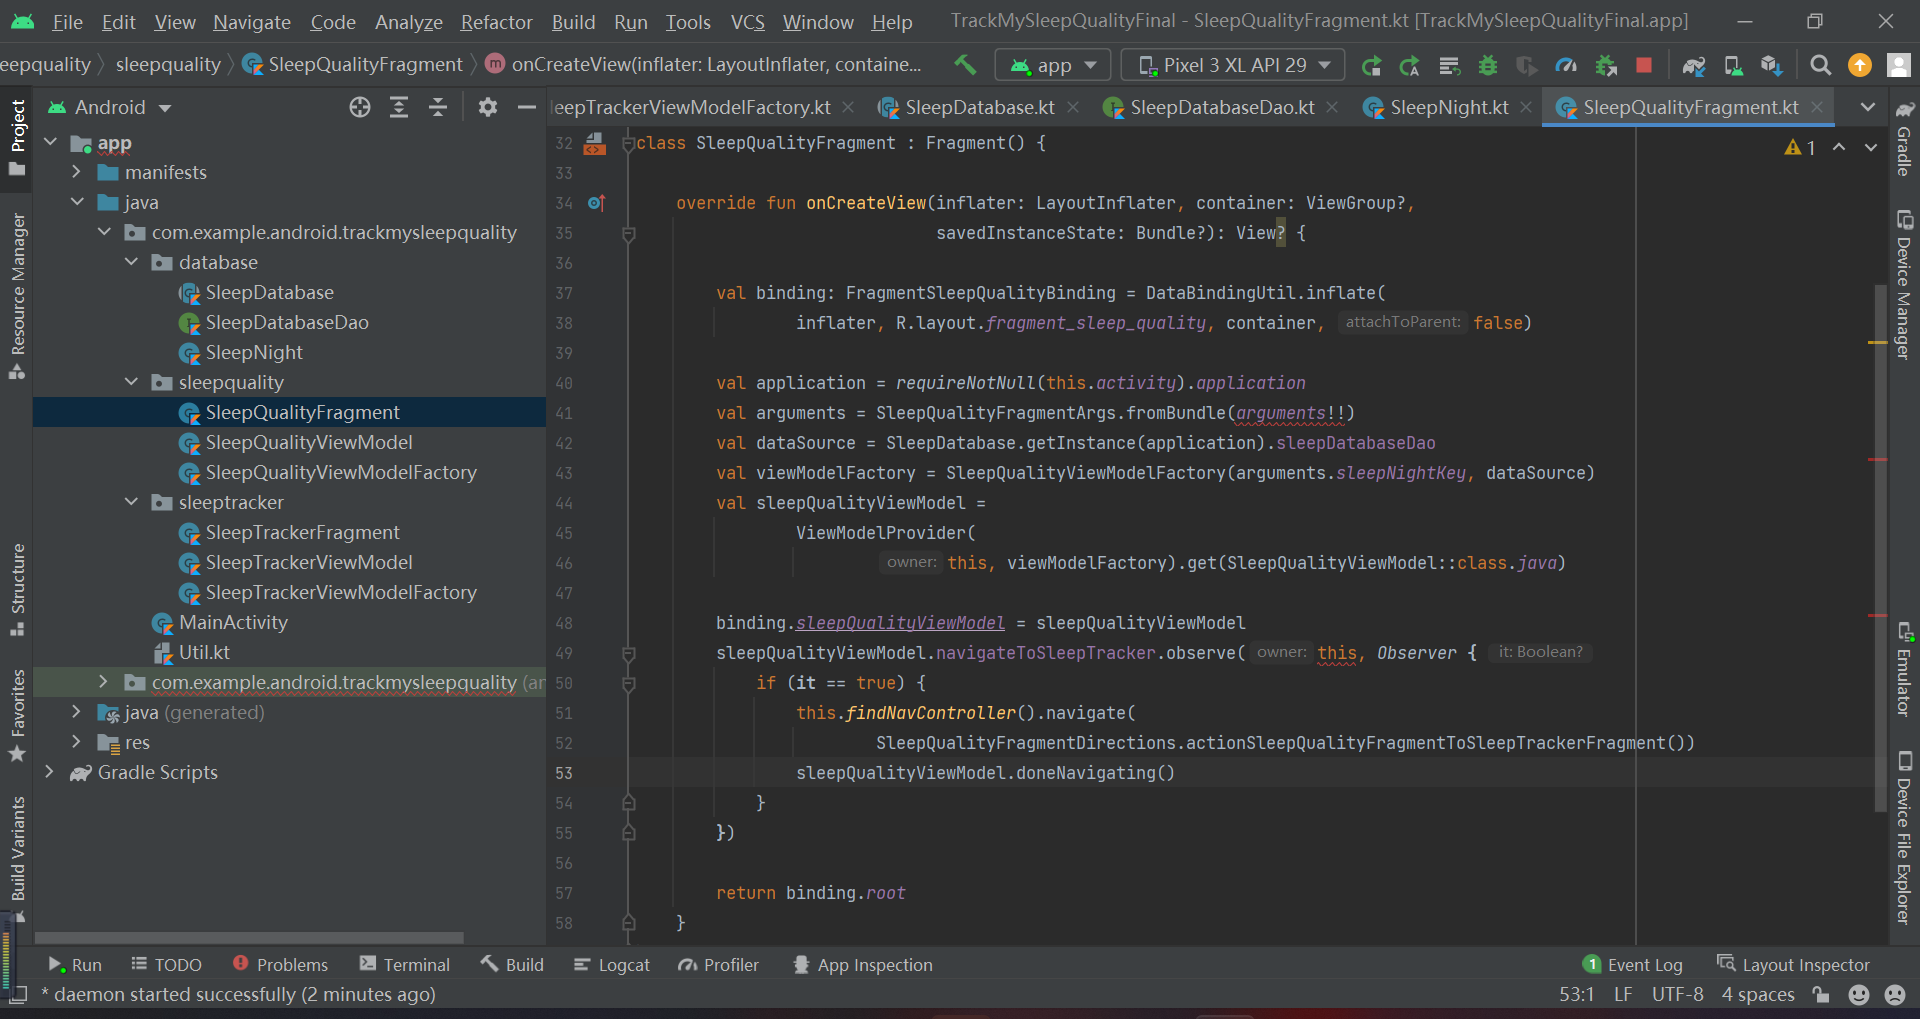 File Edit View Navigate Code Analyze Refactor Build Run Tools VCS Window Help TrackMySleepQualityFinal - SleepQualityFragment.kt [TrackMySleepQualityFinal.app]
eepquality sleepquality SleepQualityFragment onCreateView(inflater: LayoutInflater, containe... app Pixel 3 XL API 29
Android
leepTrackerViewModelFactory.kt SleepDatabase.kt SleepDatabaseDao.kt SleepNight.kt SleepQualityFragment.kt
Project
Resource Manager
Structure
Favorites
Build Variants
app
manifests
java
com.example.android.trackmysleepquality
database
SleepDatabase
SleepDatabaseDao
SleepNight
sleepquality
SleepQualityFragment
SleepQualityViewModel
SleepQualityViewModelFactory
sleeptracker
SleepTrackerFragment
SleepTrackerViewModel
SleepTrackerViewModelFactory
MainActivity
Util.kt
com.example.android.trackmysleepquality (an
java (generated)
res
Gradle Scripts
1
32 class SleepQualityFragment : Fragment() {
33
34 override fun onCreateView(inflater: LayoutInflater, container: ViewGroup?,
35 savedInstanceState: Bundle?): View? {
36
37 val binding: FragmentSleepQualityBinding = DataBindingUtil.inflate(
38 inflater, R.layout.fragment_sleep_quality, container, attachToParent: false)
39
40 val application = requireNotNull(this.activity).application
41 val arguments = SleepQualityFragmentArgs.fromBundle(arguments!!)
42 val dataSource = SleepDatabase.getInstance(application).sleepDatabaseDao
43 val viewModelFactory = SleepQualityViewModelFactory(arguments.sleepNightKey, dataSource)
44 val sleepQualityViewModel =
45 ViewModelProvider(
46 owner: this, viewModelFactory).get(SleepQualityViewModel::class.java)
47
48 binding.sleepQualityViewModel = sleepQualityViewModel
49 sleepQualityViewModel.navigateToSleepTracker.observe( owner: this, Observer { it: Boolean?
50 if (it == true) {
51 this.findNavController().navigate(
52 SleepQualityFragmentDirections.actionSleepQualityFragmentToSleepTrackerFragment())
53 sleepQualityViewModel.doneNavigating()
54 }
55 })
56
57 return binding.root
58 }
Gradle
Device Manager
Emulator
Device File Explorer
Run TODO Problems Terminal Build Logcat Profiler App Inspection 1 Event Log Layout Inspector
* daemon started successfully (2 minutes ago) 53:1 LF UTF-8 4 spaces